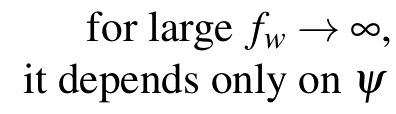 for large f_w → ∞,
it depends only on ψ